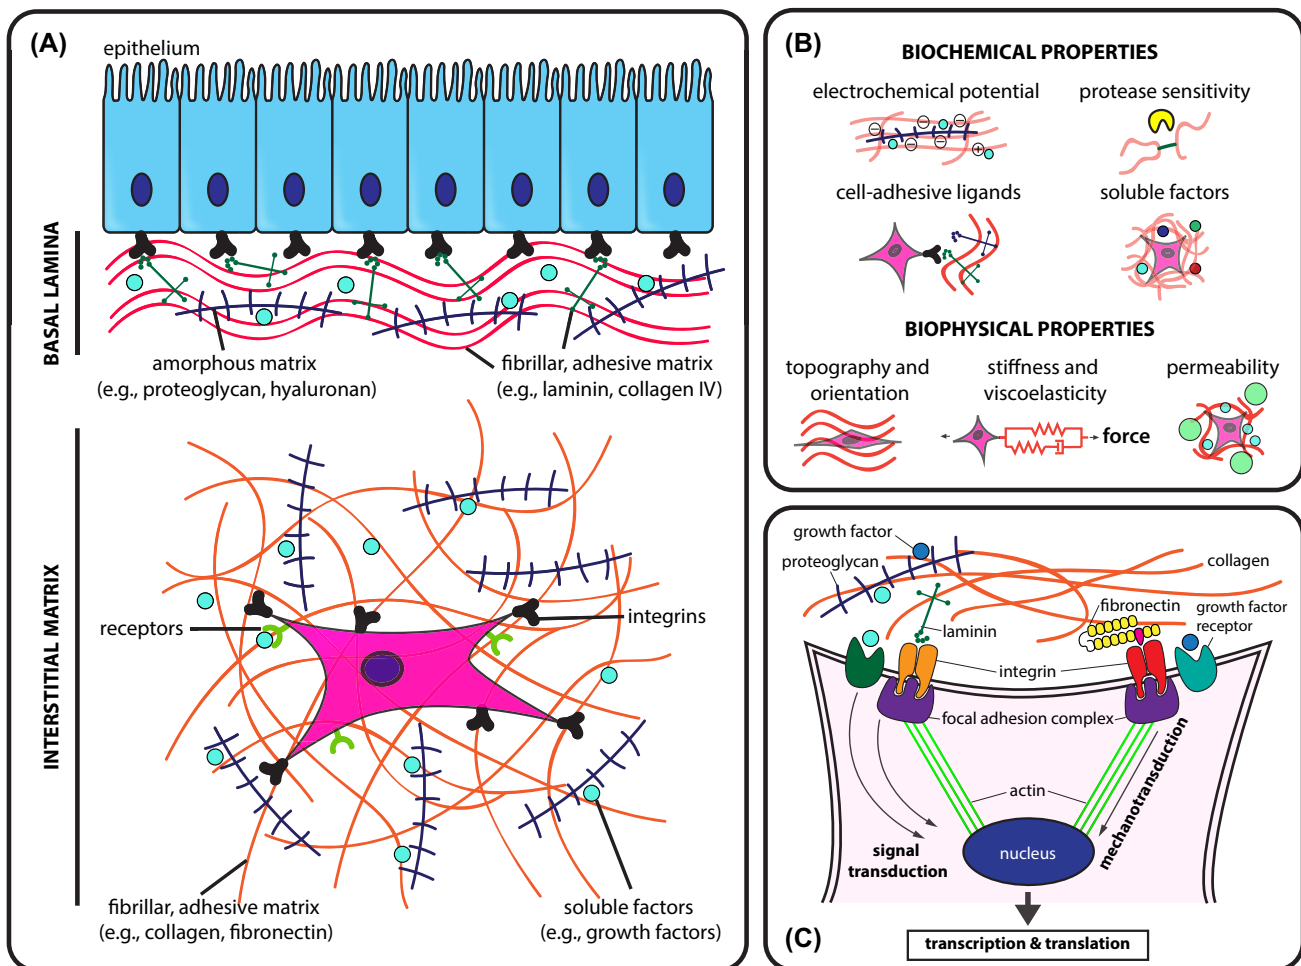 (A)
epithelium
BASAL LAMINA
amorphous matrix
(e.g., proteoglycan, hyaluronan)
fibrillar, adhesive matrix
(e.g., laminin, collagen IV)
INTERSTITIAL MATRIX
receptors
integrins
fibrillar, adhesive matrix
(e.g., collagen, fibronectin)
soluble factors
(e.g., growth factors)
(B)
BIOCHEMICAL PROPERTIES
electrochemical potential
protease sensitivity
cell-adhesive ligands
soluble factors
BIOPHYSICAL PROPERTIES
topography and
orientation
stiffness and
viscoelasticity
permeability
force
growth factor
proteoglycan
collagen
fibronectin
growth factor
receptor
laminin
integrin
focal adhesion complex
actin
mechanotransduction
signal
transduction
nucleus
(C)
transcription & translation